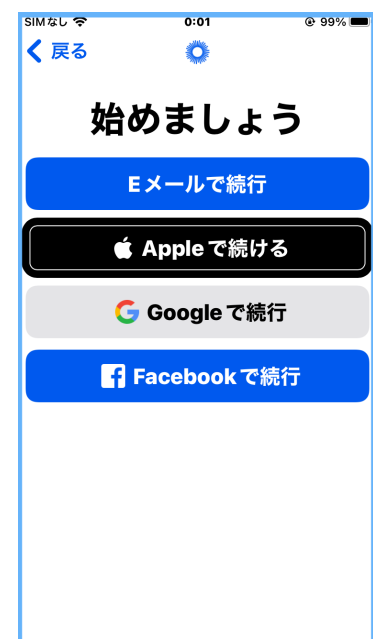 SIMなし 0:01 99%
戻る
始めましょう
Eメールで続行
Appleで続ける
Googleで続行
Facebookで続行